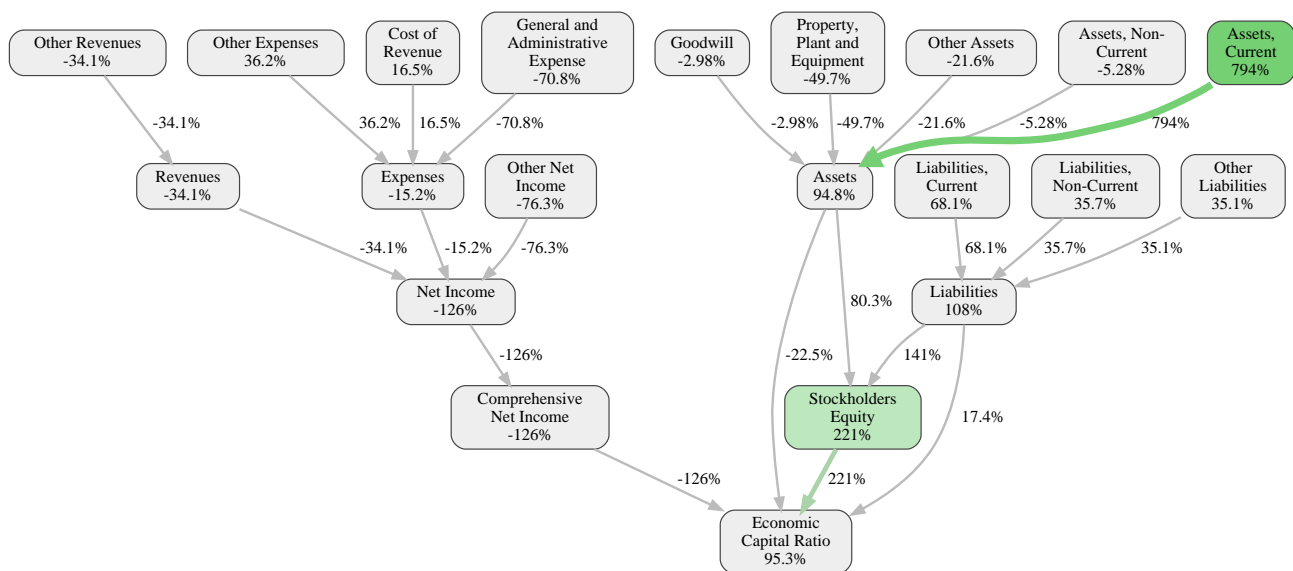 Other Revenues
-34.1%
Other Expenses
36.2%
Cost of
Revenue
16.5%
General and
Administrative
Expense
-70.8%
Goodwill
-2.98%
Property,
Plant and
Equipment
-49.7%
Other Assets
-21.6%
Assets, Non-
Current
-5.28%
Assets,
Current
794%
-34.1%
36.2%
16.5%
-70.8%
-2.98%
-49.7%
-21.6%
-5.28%
794%
Revenues
-34.1%
Expenses
-15.2%
Other Net
Income
-76.3%
Assets
94.8%
Liabilities,
Current
68.1%
Liabilities,
Non-Current
35.7%
Other
Liabilities
35.1%
-34.1%
-15.2%
-76.3%
68.1%
35.7%
35.1%
Net Income
-126%
80.3%
Liabilities
108%
-126%
-22.5%
141%
Comprehensive
Net Income
-126%
Stockholders
Equity
221%
17.4%
-126%
221%
Economic
Capital Ratio
95.3%